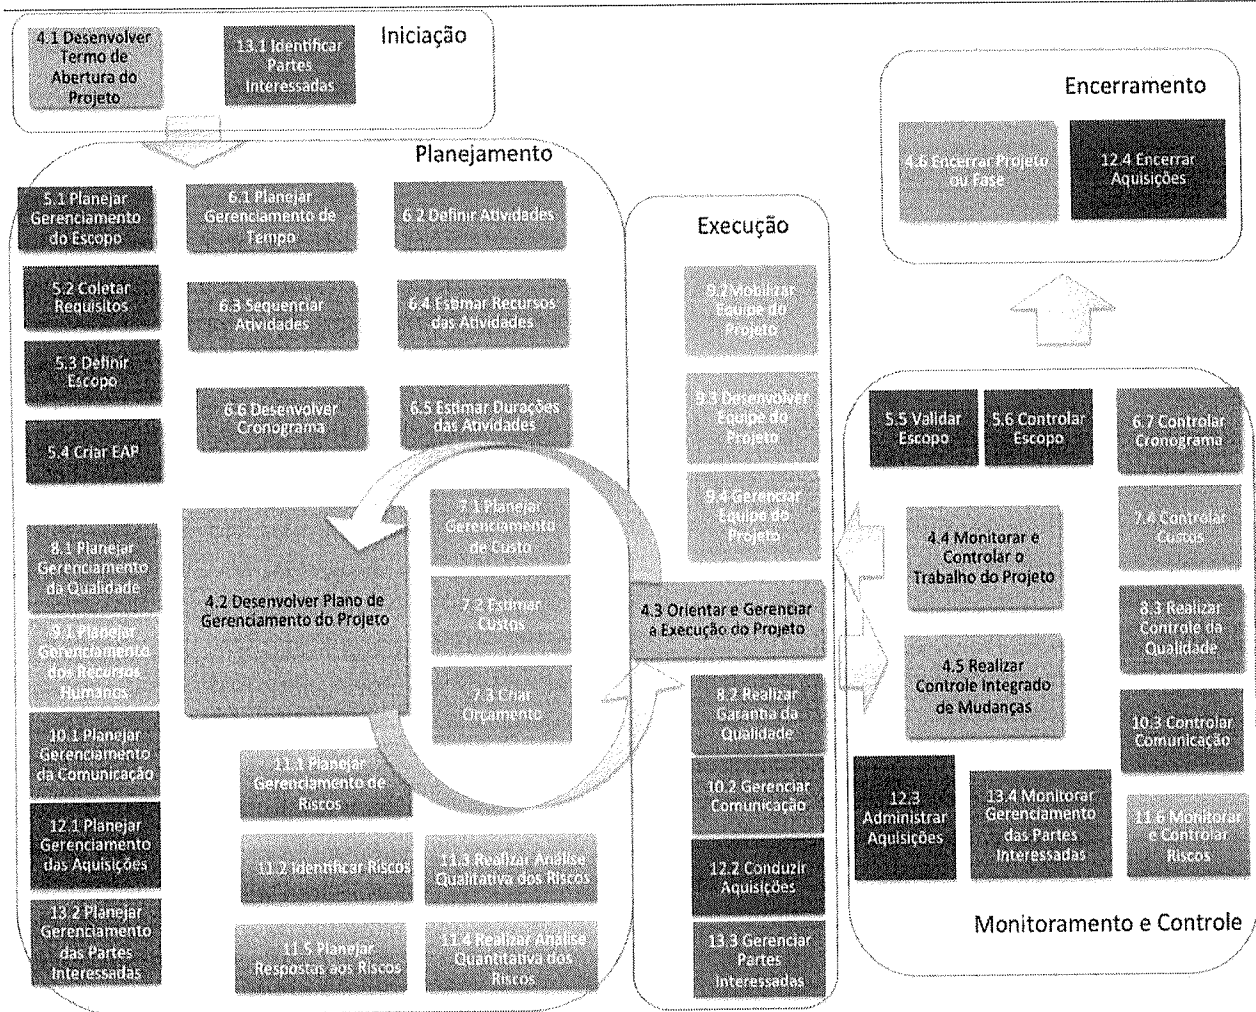 Iniciação
4.1 Desenvolver
Termo de
Abertura do
Projeto
13.1 Identificar
Partes
Interessadas
Planejamento
5.1 Planejar
Gerenciamento
do Escopo
6.1 Planejar
Gerenciamento de
Tempo
6.2 Definir Atividades
5.2 Coletar
Requisitos
6.3 Sequenciar
Atividades
6.4 Estimar Recursos
das Atividades
5.3 Definir
Escopo
6.6 Desenvolver
Cronograma
6.5 Estimar Durações
das Atividades
5.4 Criar EAP
8.1 Planejar
Gerenciamento
da Qualidade
9.1 Planejar
Gerenciamento
dos Recursos
Humanos
10.1 Planejar
Gerenciamento
da Comunicação
12.1 Planejar
Gerenciamento
das Aquisições
13.2 Planejar
Gerenciamento
das Partes
Interessadas
4.2 Desenvolver Plano de
Gerenciamento do Projeto
7.1 Planejar
Gerenciamento
de Custo
7.2 Estimar
Custos
7.3 Criar
Orçamento
11.1 Planejar
Gerenciamento de
Riscos
11.2 Identificar Riscos
11.3 Realizar Análise
Qualitativa dos Riscos
11.5 Planejar
Respostas aos Riscos
11.4 Realizar Análise
Quantitativa dos
Riscos
Execução
9.2 Mobilizar
Equipe do
Projeto
9.3 Desenvolver
Equipe do
Projeto
9.4 Gerenciar
Equipe do
Projeto
4.3 Orientar e Gerenciar
a Execução do Projeto
8.2 Realizar
Garantia da
Qualidade
10.2 Gerenciar
Comunicação
12.2 Conduzir
Aquisições
13.3 Gerenciar
Partes
Interessadas
Encerramento
4.6 Encerrar Projeto
ou Fase
12.4 Encerrar
Aquisições
5.5 Validar
Escopo
5.6 Controlar
Escopo
6.7 Controlar
Cronograma
4.4 Monitorar e
Controlar o
Trabalho do Projeto
7.4 Controlar
Custos
4.5 Realizar
Controle Integrado
de Mudanças
8.3 Realizar
Controle da
Qualidade
10.3 Controlar
Comunicação
12.3
Administrar
Aquisições
13.4 Monitorar
Gerenciamento
das Partes
Interessadas
11.6 Monitorar
e Controlar
Riscos
Monitoramento e Controle